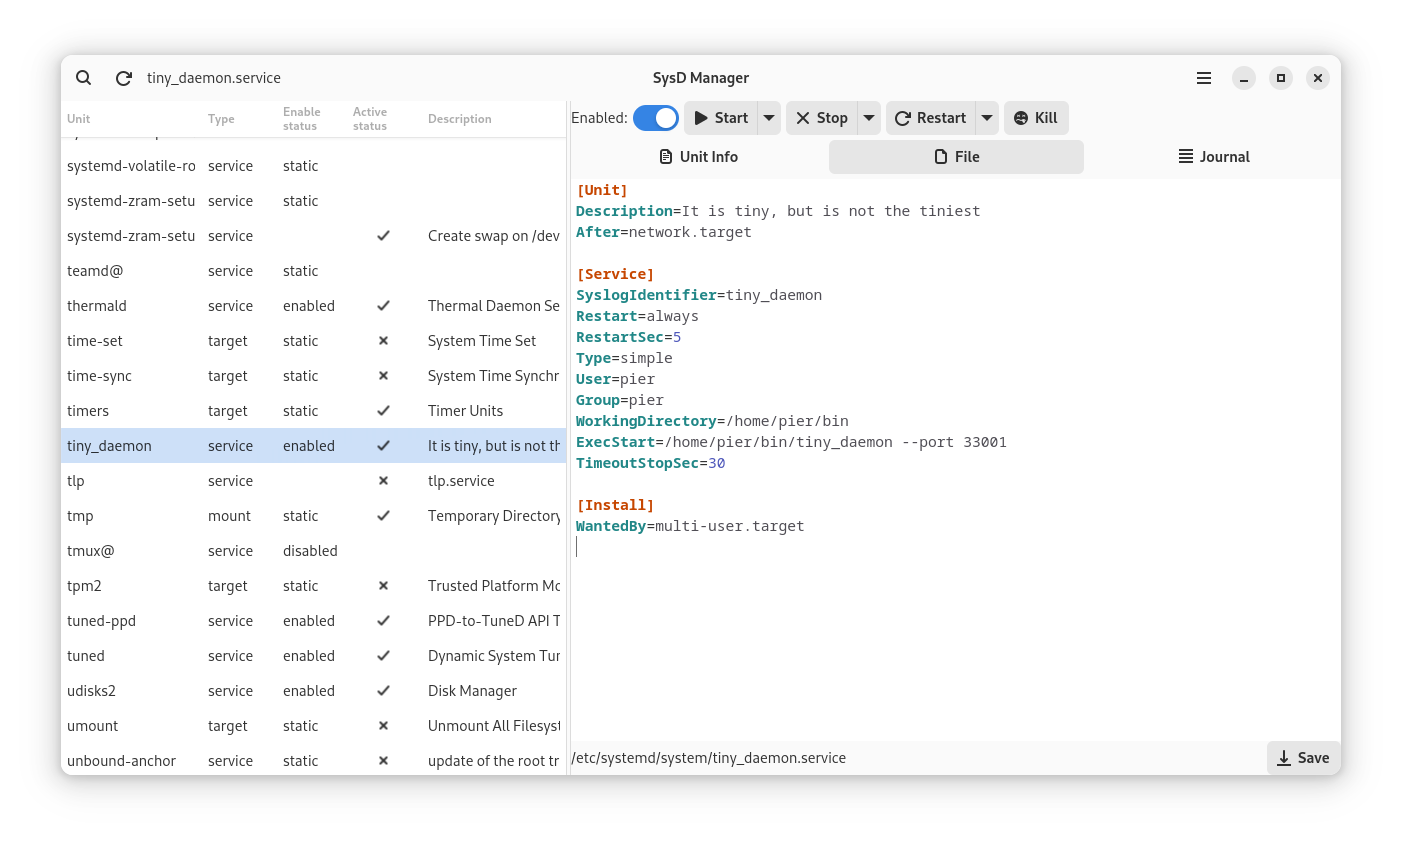 tiny_daemon.service
SysD Manager
Unit Type Enable status Active status Description
systemd-volatile-ro service static
systemd-zram-setu service static
systemd-zram-setu service Create swap on /dev
teamd@ service static
thermald service enabled Thermal Daemon Se
time-set target static System Time Set
time-sync target static System Time Synchr
timers target static Timer Units
tiny_daemon service enabled It is tiny, but is not th
tlp service tlp.service
tmp mount static Temporary Directory
tmux@ service disabled
tpm2 target static Trusted Platform Mo
tuned-ppd service enabled PPD-to-TuneD API T
tuned service enabled Dynamic System Tun
udisks2 service enabled Disk Manager
umount target static Unmount All Filesyst
unbound-anchor service static update of the root tr
Enabled: Start Stop Restart Kill
Unit Info File Journal
[Unit]
Description=It is tiny, but is not the tiniest
After=network.target
[Service]
SyslogIdentifier=tiny_daemon
Restart=always
RestartSec=5
Type=simple
User=pier
Group=pier
WorkingDirectory=/home/pier/bin
ExecStart=/home/pier/bin/tiny_daemon --port 33001
TimeoutStopSec=30
[Install]
WantedBy=multi-user.target
/etc/systemd/system/tiny_daemon.service Save